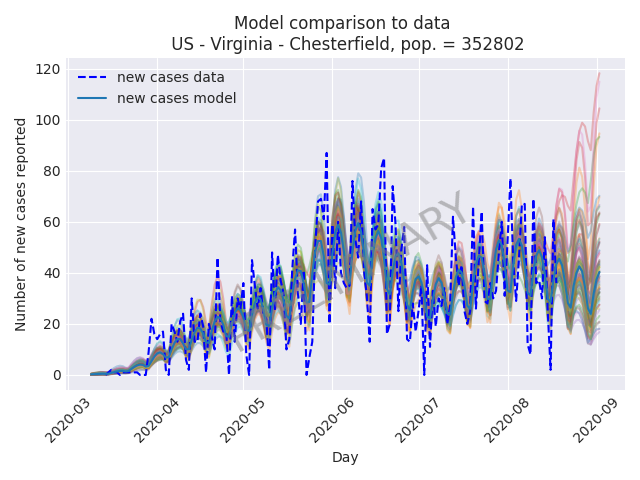 Model comparison to data
US - Virginia - Chesterfield, pop. = 352802
new cases data
new cases model
Number of new cases reported
120
100
80
60
40
20
0
2020-03
2020-04
2020-05
2020-06
2020-07
2020-08
2020-09
Day